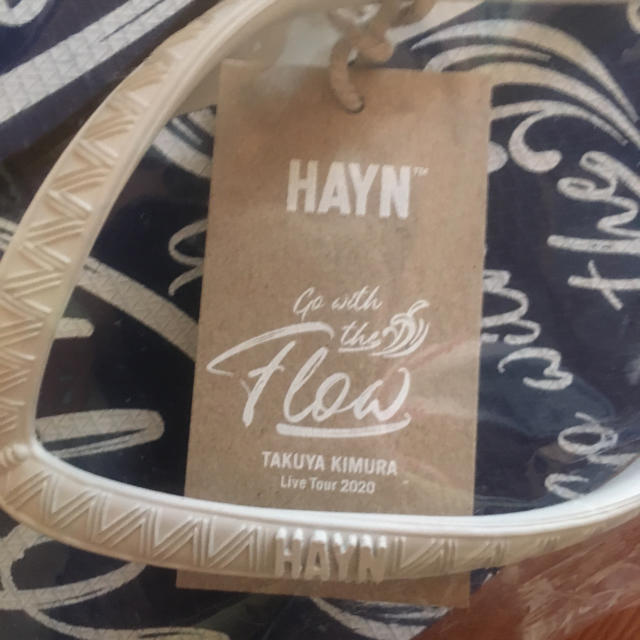 HAYN™
Go with
the
Flow
TAKUYA KIMURA
Live Tour 2020
HAYN